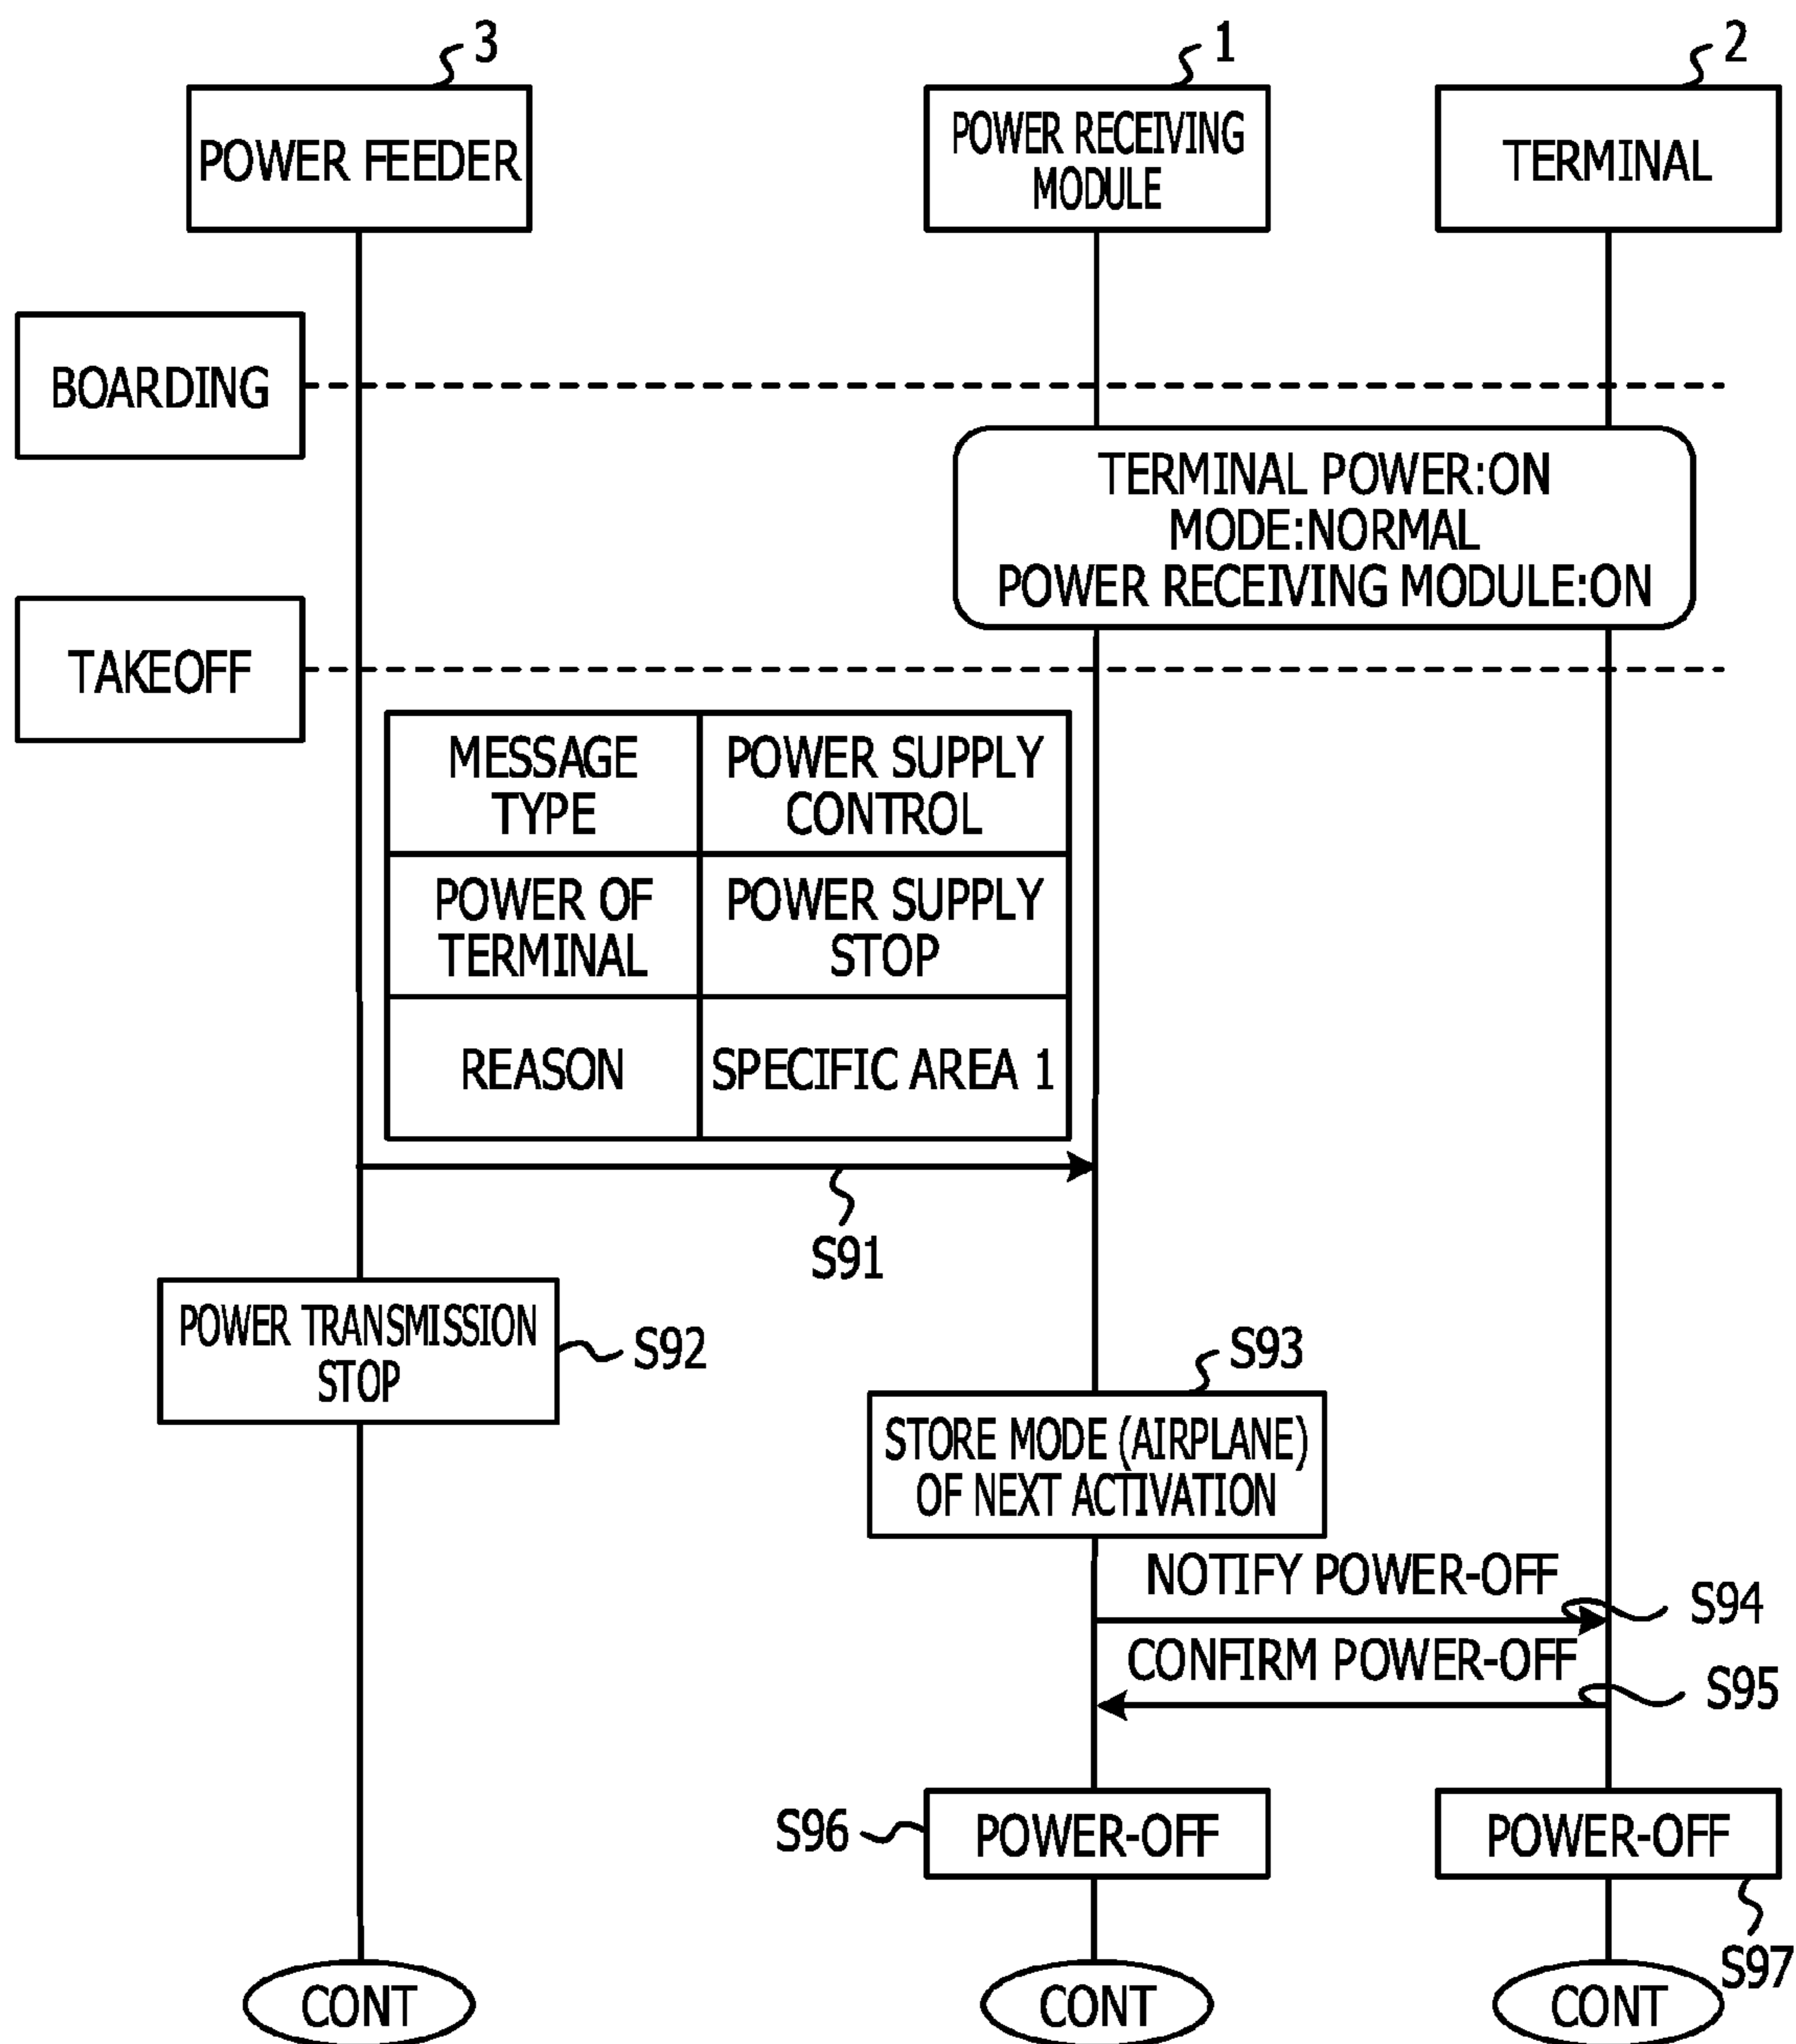 3
1
2
POWER FEEDER
POWER RECEIVING
MODULE
TERMINAL
BOARDING
TERMINAL POWER:ON
MODE:NORMAL
POWER RECEIVING MODULE:ON
TAKEOFF
MESSAGE
TYPE
POWER SUPPLY
CONTROL
POWER OF
TERMINAL
POWER SUPPLY
STOP
REASON
SPECIFIC AREA 1
S91
POWER TRANSMISSION
STOP
S92
S93
STORE MODE (AIRPLANE)
OF NEXT ACTIVATION
NOTIFY POWER-OFF
S94
CONFIRM POWER-OFF
S95
S96
POWER-OFF
POWER-OFF
S97
CONT
CONT
CONT